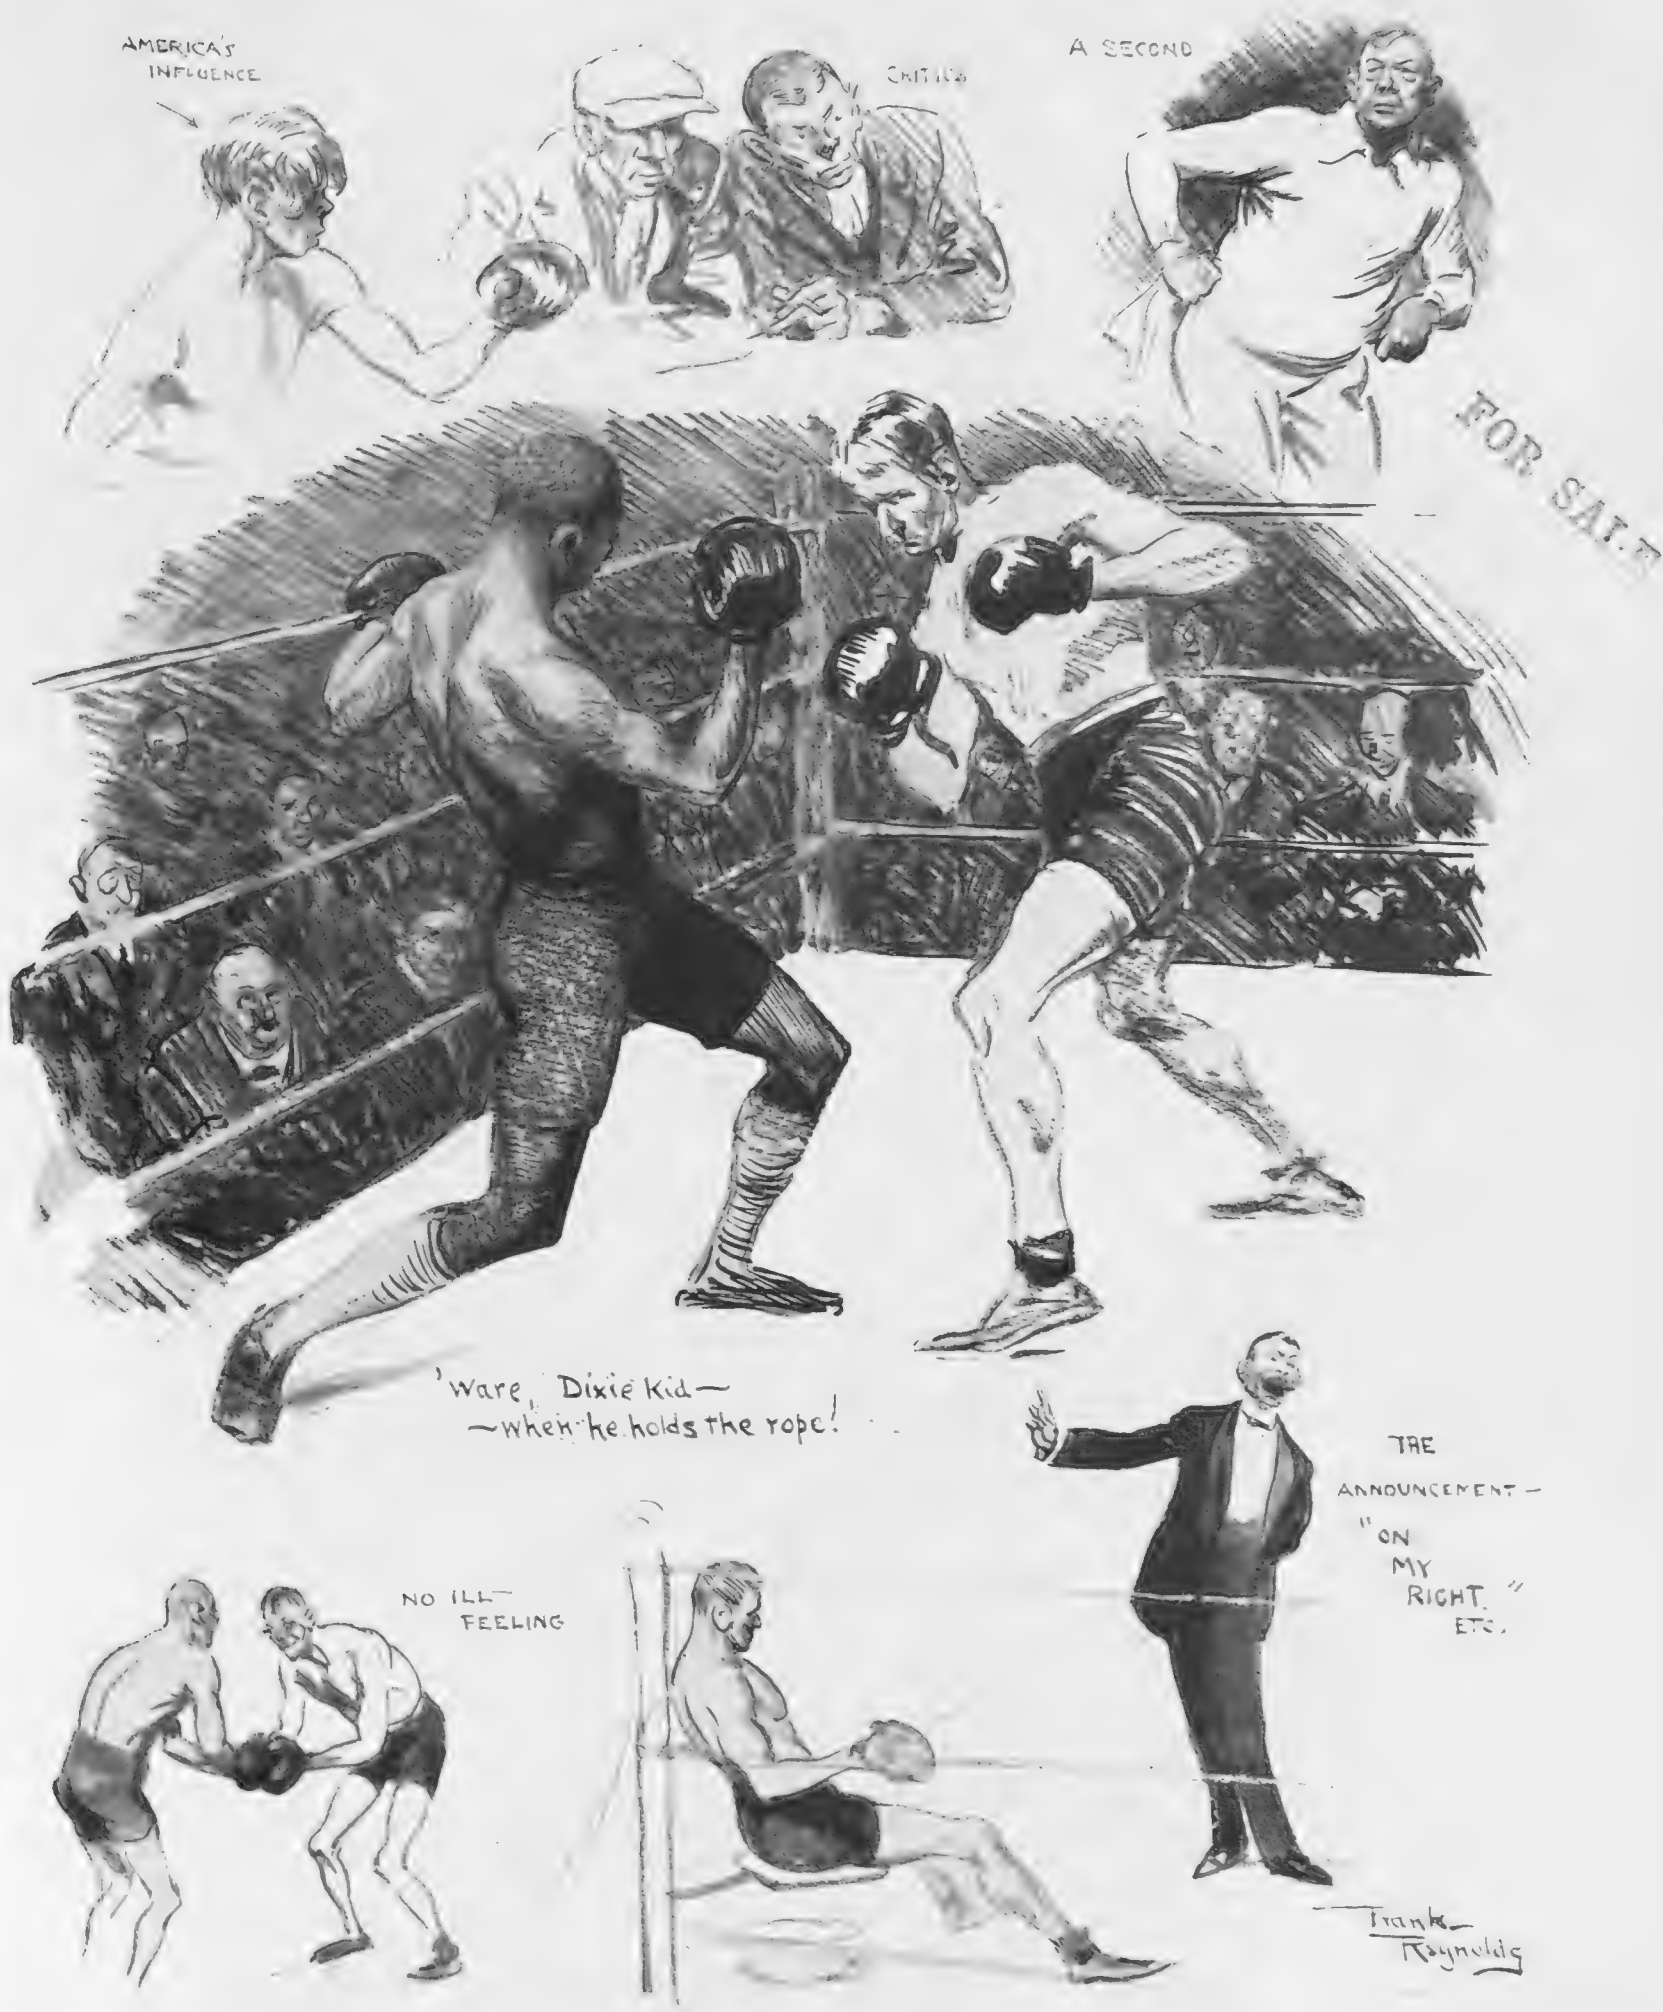 AMERICA'S
INFLUENCE
CRITICS
A SECOND
FOR SALE
'Ware, Dixie Kid—
—when he holds the rope!
THE
ANNOUNCEMENT—
"ON
MY
RIGHT."
ETC.
NO ILL—
FEELING
Frank
Reynolds